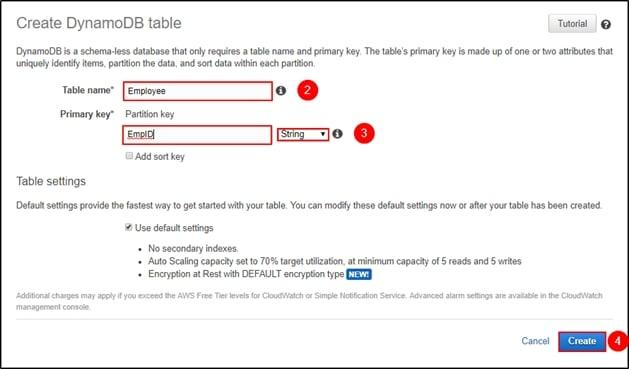 Create DynamoDB table
Tutorial
DynamoDB is a schema-less database that only requires a table name and primary key. The table's primary key is made up of one or two attributes that
uniquely identify items, partition the data, and sort data within each partition.
Table name* Employee 2
Primary key* Partition key
EmpID String 3
Add sort key
Table settings
Default settings provide the fastest way to get started with your table. You can modify these default settings now or after your table has been created.
Use default settings
• No secondary indexes.
• Auto Scaling capacity set to 70% target utilization, at minimum capacity of 5 reads and 5 writes
• Encryption at Rest with DEFAULT encryption type NEW!
Additional charges may apply if you exceed the AWS Free Tier levels for CloudWatch or Simple Notification Service. Advanced alarm settings are available in the CloudWatch
management console.
Cancel Create 4